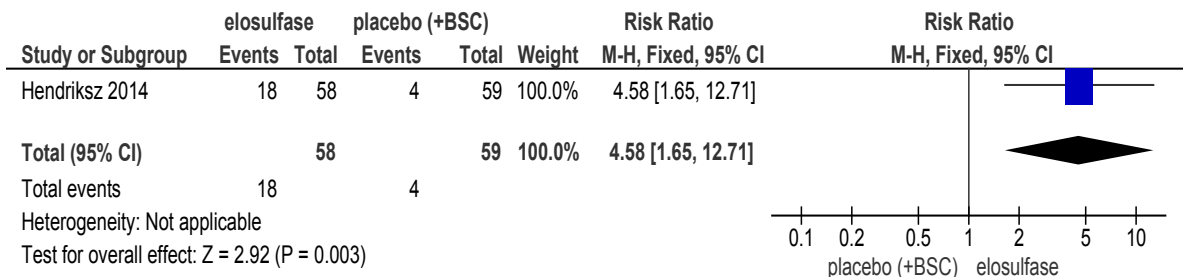 elosulfase placebo (+BSC) Risk Ratio Risk Ratio
Study or Subgroup Events Total Events Total Weight M-H, Fixed, 95% CI M-H, Fixed, 95% CI
Hendriksz 2014 18 58 4 59 100.0% 4.58 [1.65, 12.71]
Total (95% CI) 58 59 100.0% 4.58 [1.65, 12.71]
Total events 18 4
Heterogeneity: Not applicable
Test for overall effect: Z = 2.92 (P = 0.003)
0.1 0.2 0.5 1 2 5 10
placebo (+BSC) elosulfase